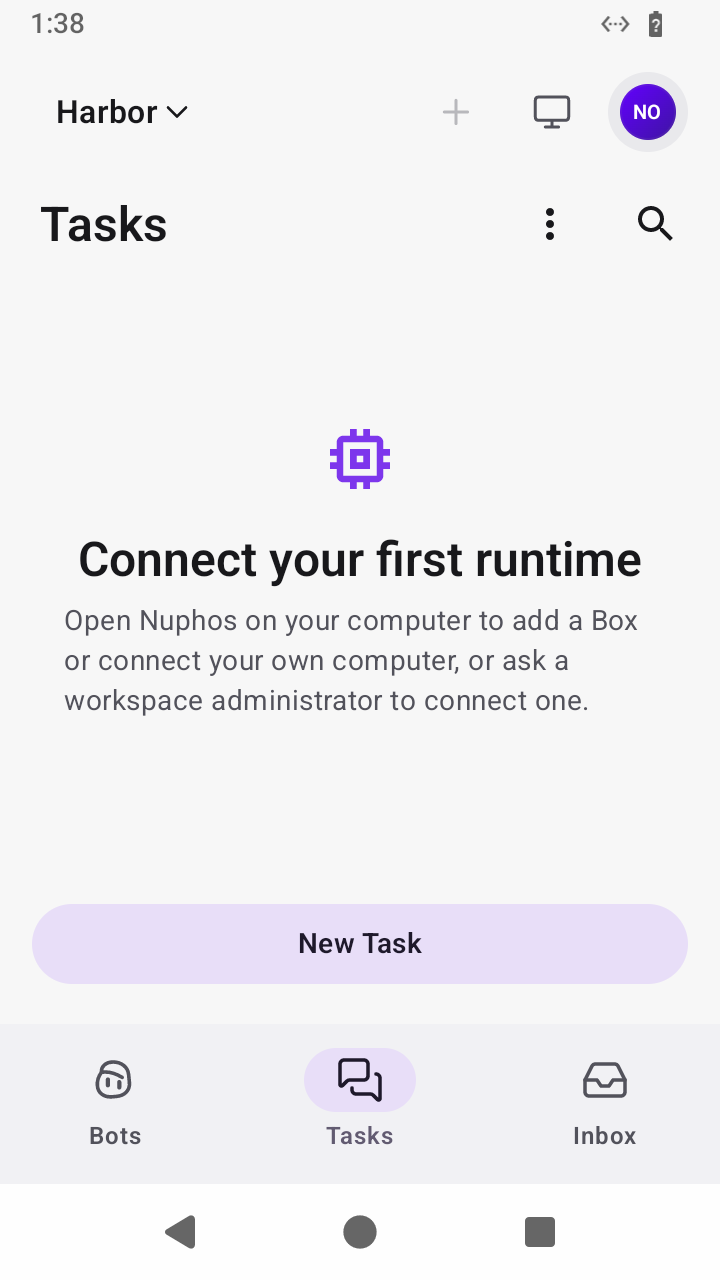 1:38
Harbor
NO
Tasks
Connect your first runtime
Open Nuphos on your computer to add a Box
or connect your own computer, or ask a
workspace administrator to connect one.
New Task
Bots
Tasks
Inbox